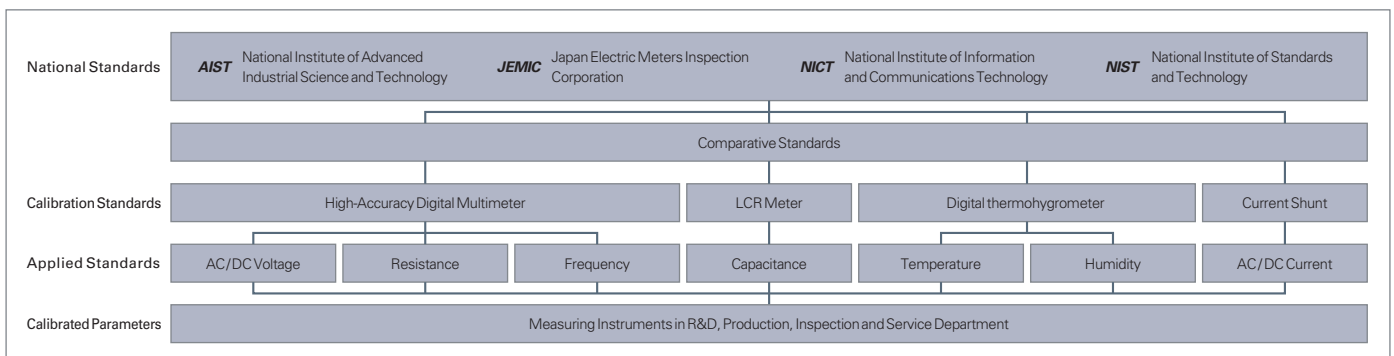 National Standards
AIST National Institute of Advanced
Industrial Science and Technology
JEMIC Japan Electric Meters Inspection
Corporation
NICT National Institute of Information
and Communications Technology
NIST National Institute of Standards
and Technology
Comparative Standards
Calibration Standards
High-Accuracy Digital Multimeter
LCR Meter
Digital thermohygrometer
Current Shunt
Applied Standards
AC/DC Voltage
Resistance
Frequency
Capacitance
Temperature
Humidity
AC/DC Current
Calibrated Parameters
Measuring Instruments in R&D, Production, Inspection and Service Department